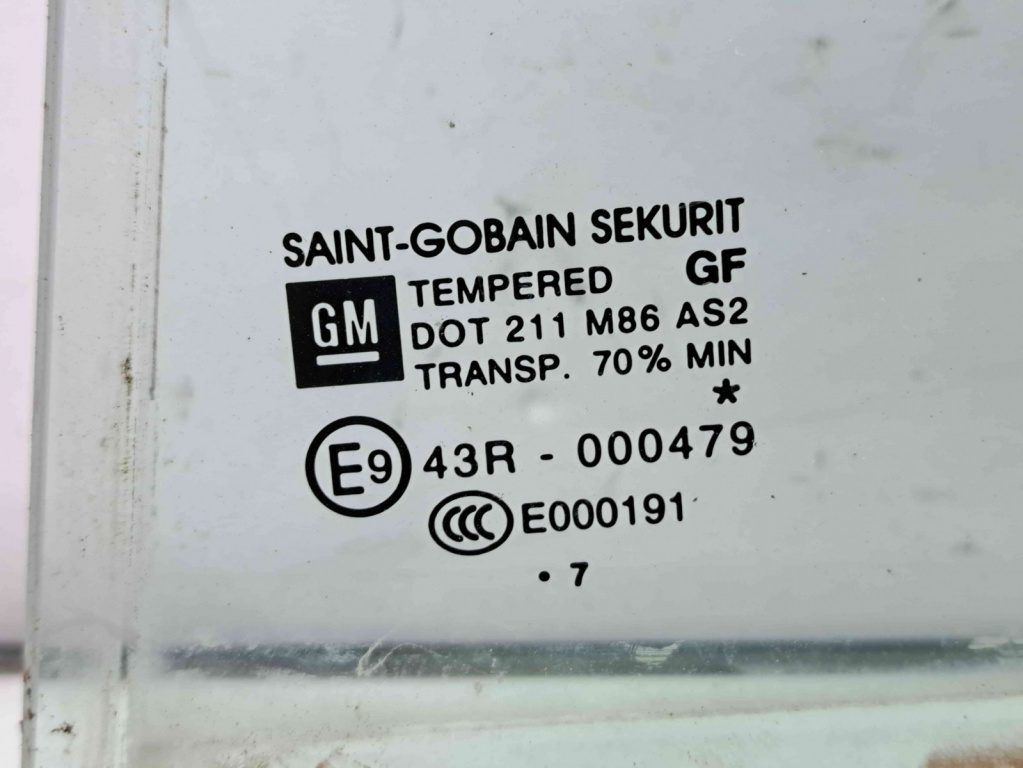 SAINT-GOBAIN SEKURIT
GM
TEMPERED GF
DOT 211 M86 AS2
TRANSP. 70% MIN
*
E9 43R - 000479
CCC E000191
. 7